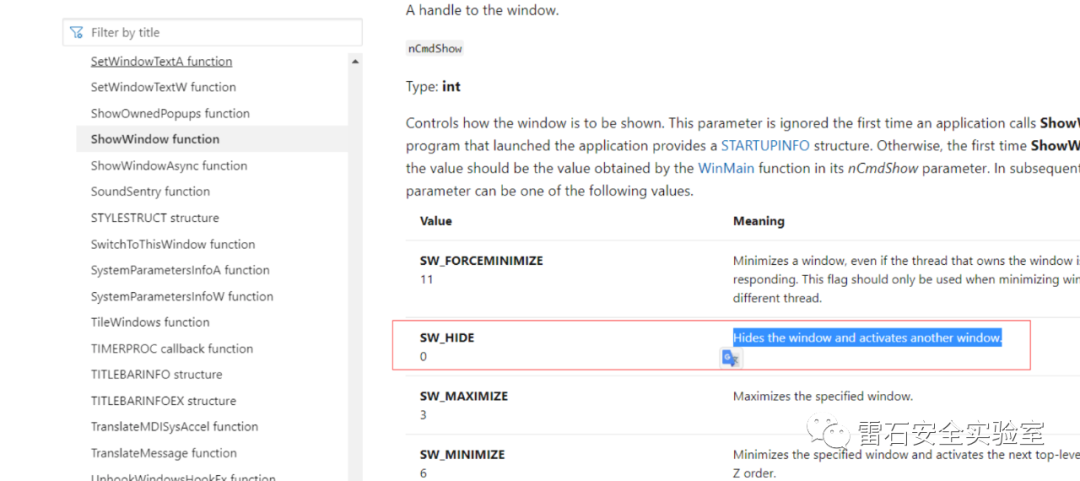 Filter by title
SetWindowTextA function
SetWindowTextW function
ShowOwnedPopups function
ShowWindow function
ShowWindowAsync function
SoundSentry function
STYLESTRUCT structure
SwitchToThisWindow function
SystemParametersInfoA function
SystemParametersInfoW function
TileWindows function
TIMERPROC callback function
TITLEBARINFO structure
TITLEBARINFOEX structure
TranslateMDISysAccel function
TranslateMessage function
UnhookWindowsHookEx function
A handle to the window.
nCmdShow
Type: int
Controls how the window is to be shown. This parameter is ignored the first time an application calls ShowW
program that launched the application provides a STARTUPINFO structure. Otherwise, the first time ShowW
the value should be the value obtained by the WinMain function in its nCmdShow parameter. In subsequent
parameter can be one of the following values.
Value Meaning
SW_FORCEMINIMIZE Minimizes a window, even if the thread that owns the window is
11 responding. This flag should only be used when minimizing win
different thread.
SW_HIDE Hides the window and activates another window.
0
SW_MAXIMIZE Maximizes the specified window.
3
SW_MINIMIZE Minimizes the specified window and activates the next top-leve
6 Z order.
雷石安全实验室